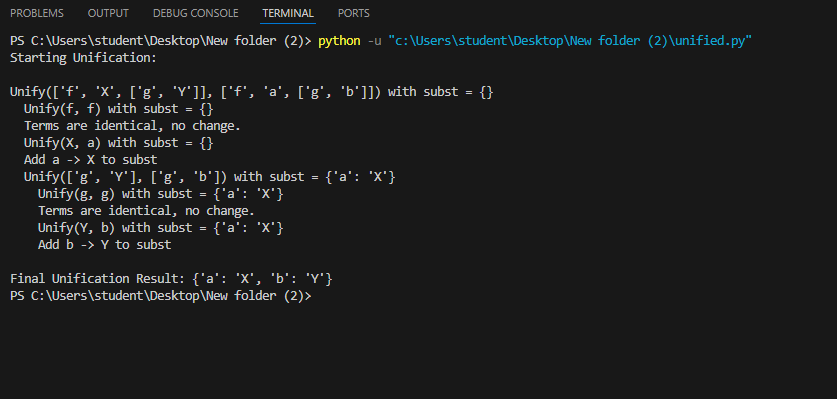 PROBLEMS OUTPUT DEBUG CONSOLE TERMINAL PORTS
PS C:\Users\student\Desktop\New folder (2)> python -u "c:\Users\student\Desktop\New folder (2)\unified.py"
Starting Unification:
Unify(['f', 'X', ['g', 'Y']], ['f', 'a', ['g', 'b']]) with subst = {}
  Unify(f, f) with subst = {}
  Terms are identical, no change.
  Unify(X, a) with subst = {}
  Add a -> X to subst
  Unify(['g', 'Y'], ['g', 'b']) with subst = {'a': 'X'}
    Unify(g, g) with subst = {'a': 'X'}
    Terms are identical, no change.
    Unify(Y, b) with subst = {'a': 'X'}
    Add b -> Y to subst
Final Unification Result: {'a': 'X', 'b': 'Y'}
PS C:\Users\student\Desktop\New folder (2)>